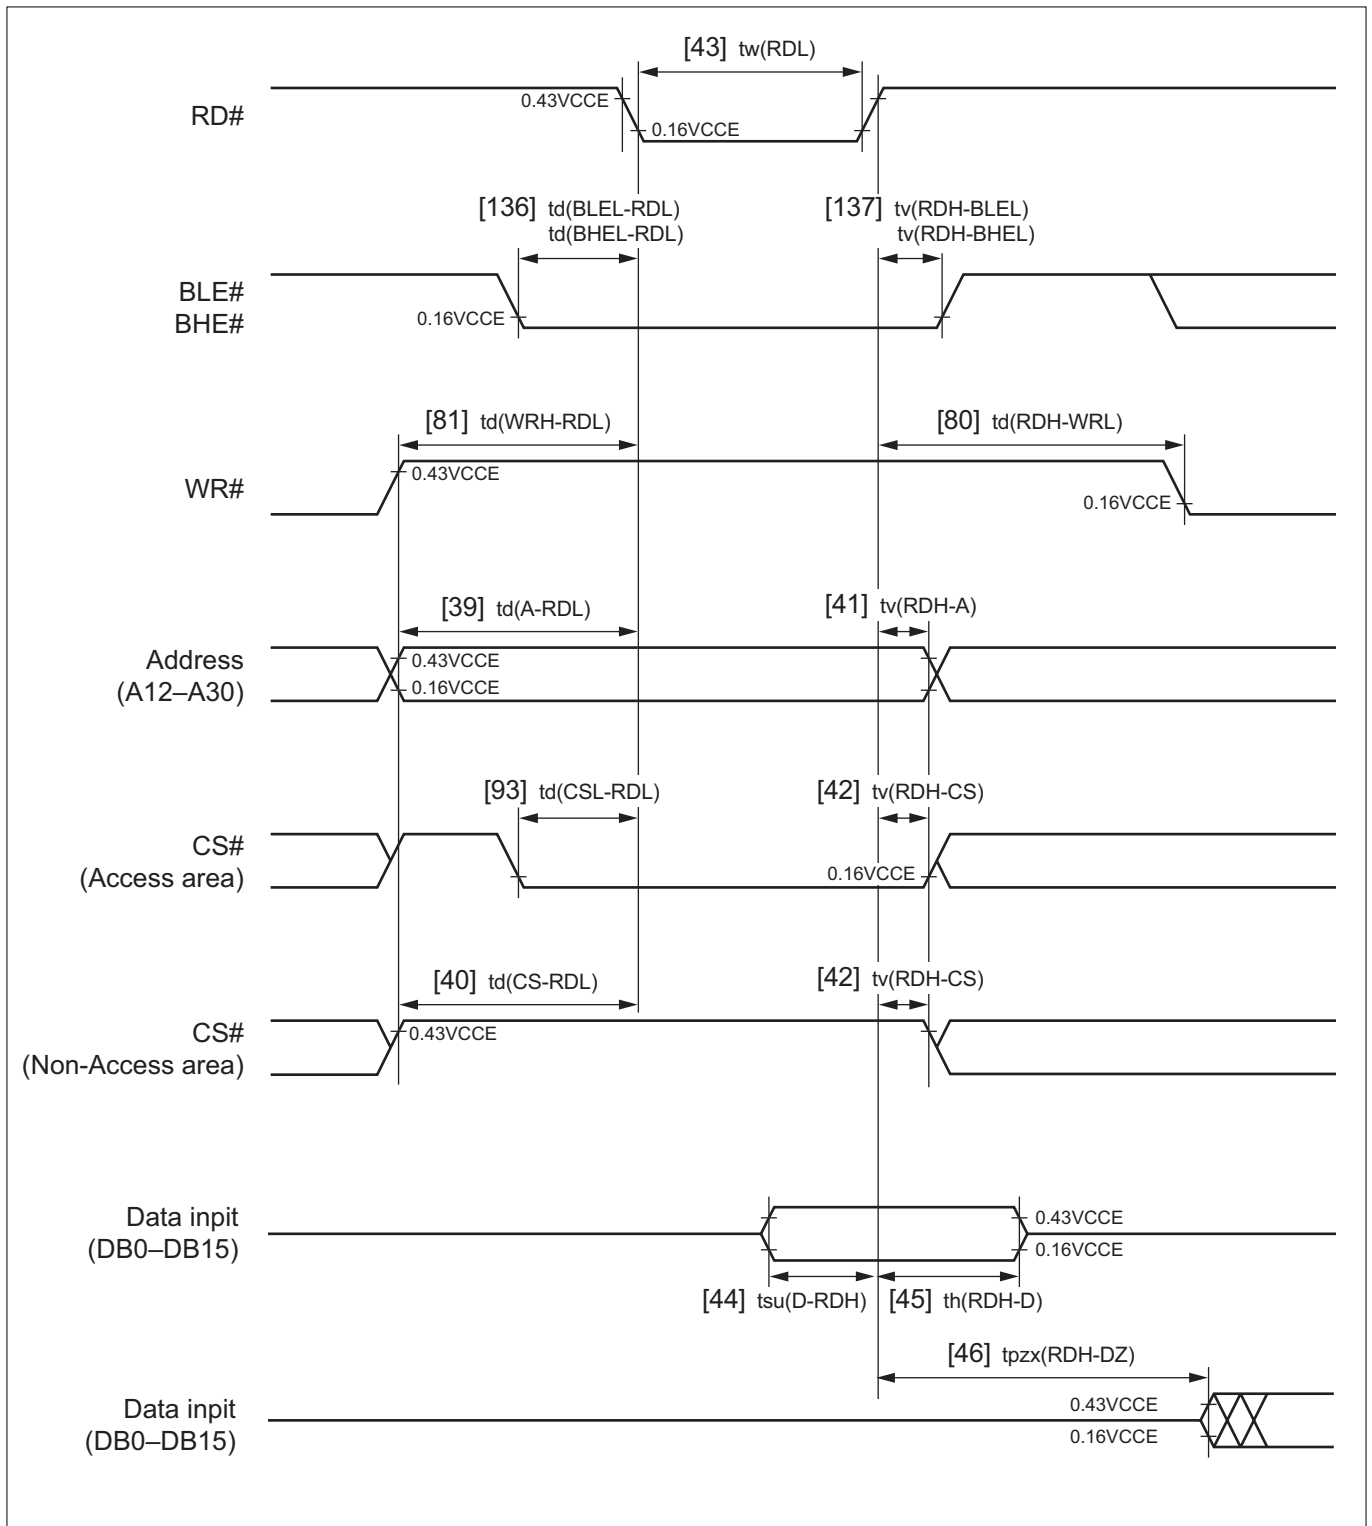 [43] tw(RDL)
RD#
0.43VCCE
0.16VCCE
[136] td(BLEL-RDL)
td(BHEL-RDL)
[137] tv(RDH-BLEL)
tv(RDH-BHEL)
BLE#
BHE#
0.16VCCE
[81] td(WRH-RDL)
[80] td(RDH-WRL)
WR#
0.43VCCE
0.16VCCE
[39] td(A-RDL)
[41] tv(RDH-A)
Address
(A12–A30)
0.43VCCE
0.16VCCE
[93] td(CSL-RDL)
[42] tv(RDH-CS)
CS#
(Access area)
0.16VCCE
[40] td(CS-RDL)
[42] tv(RDH-CS)
CS#
(Non-Access area)
0.43VCCE
Data inpit
(DB0–DB15)
0.43VCCE
0.16VCCE
[44] tsu(D-RDH)
[45] th(RDH-D)
[46] tpzx(RDH-DZ)
Data inpit
(DB0–DB15)
0.43VCCE
0.16VCCE